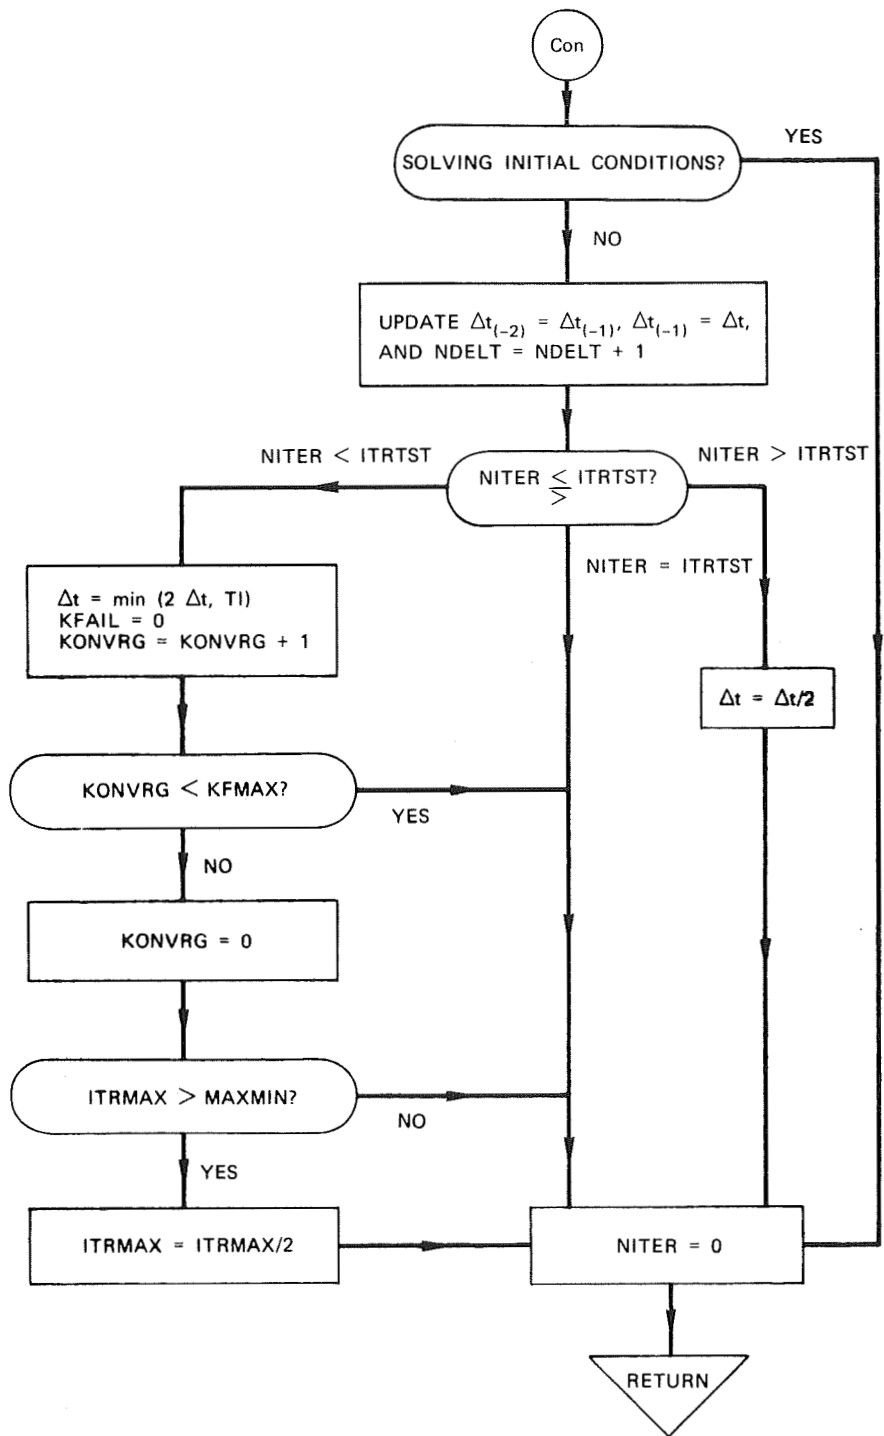 Con
SOLVING INITIAL CONDITIONS?
YES
NO
UPDATE Δt(-2) = Δt(-1), Δt(-1) = Δt,
AND NDELT = NDELT + 1
NITER < ITRTST
NITER > ITRTST
NITER ≤ ITRTST?
>
NITER = ITRTST
Δt = min (2 Δt, TI)
KFAIL = 0
KONVRG = KONVRG + 1
Δt = Δt/2
KONVRG < KFMAX?
YES
NO
KONVRG = 0
ITRMAX > MAXMIN?
NO
YES
ITRMAX = ITRMAX/2
NITER = 0
RETURN